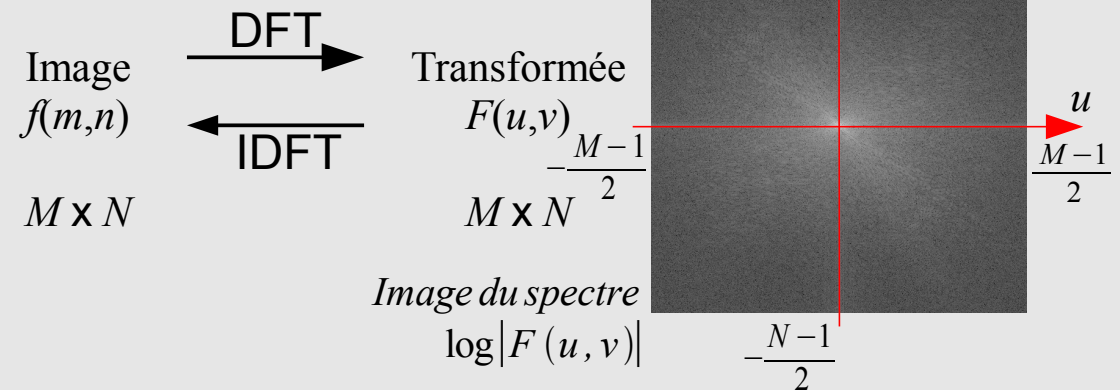 DFT
Image
f(m,n)
IDFT
M x N
Transformée
F(u,v)
M x N
Image du spectre
log|F (u , v)|
u
−(M−1)/2
(M−1)/2
−(N−1)/2